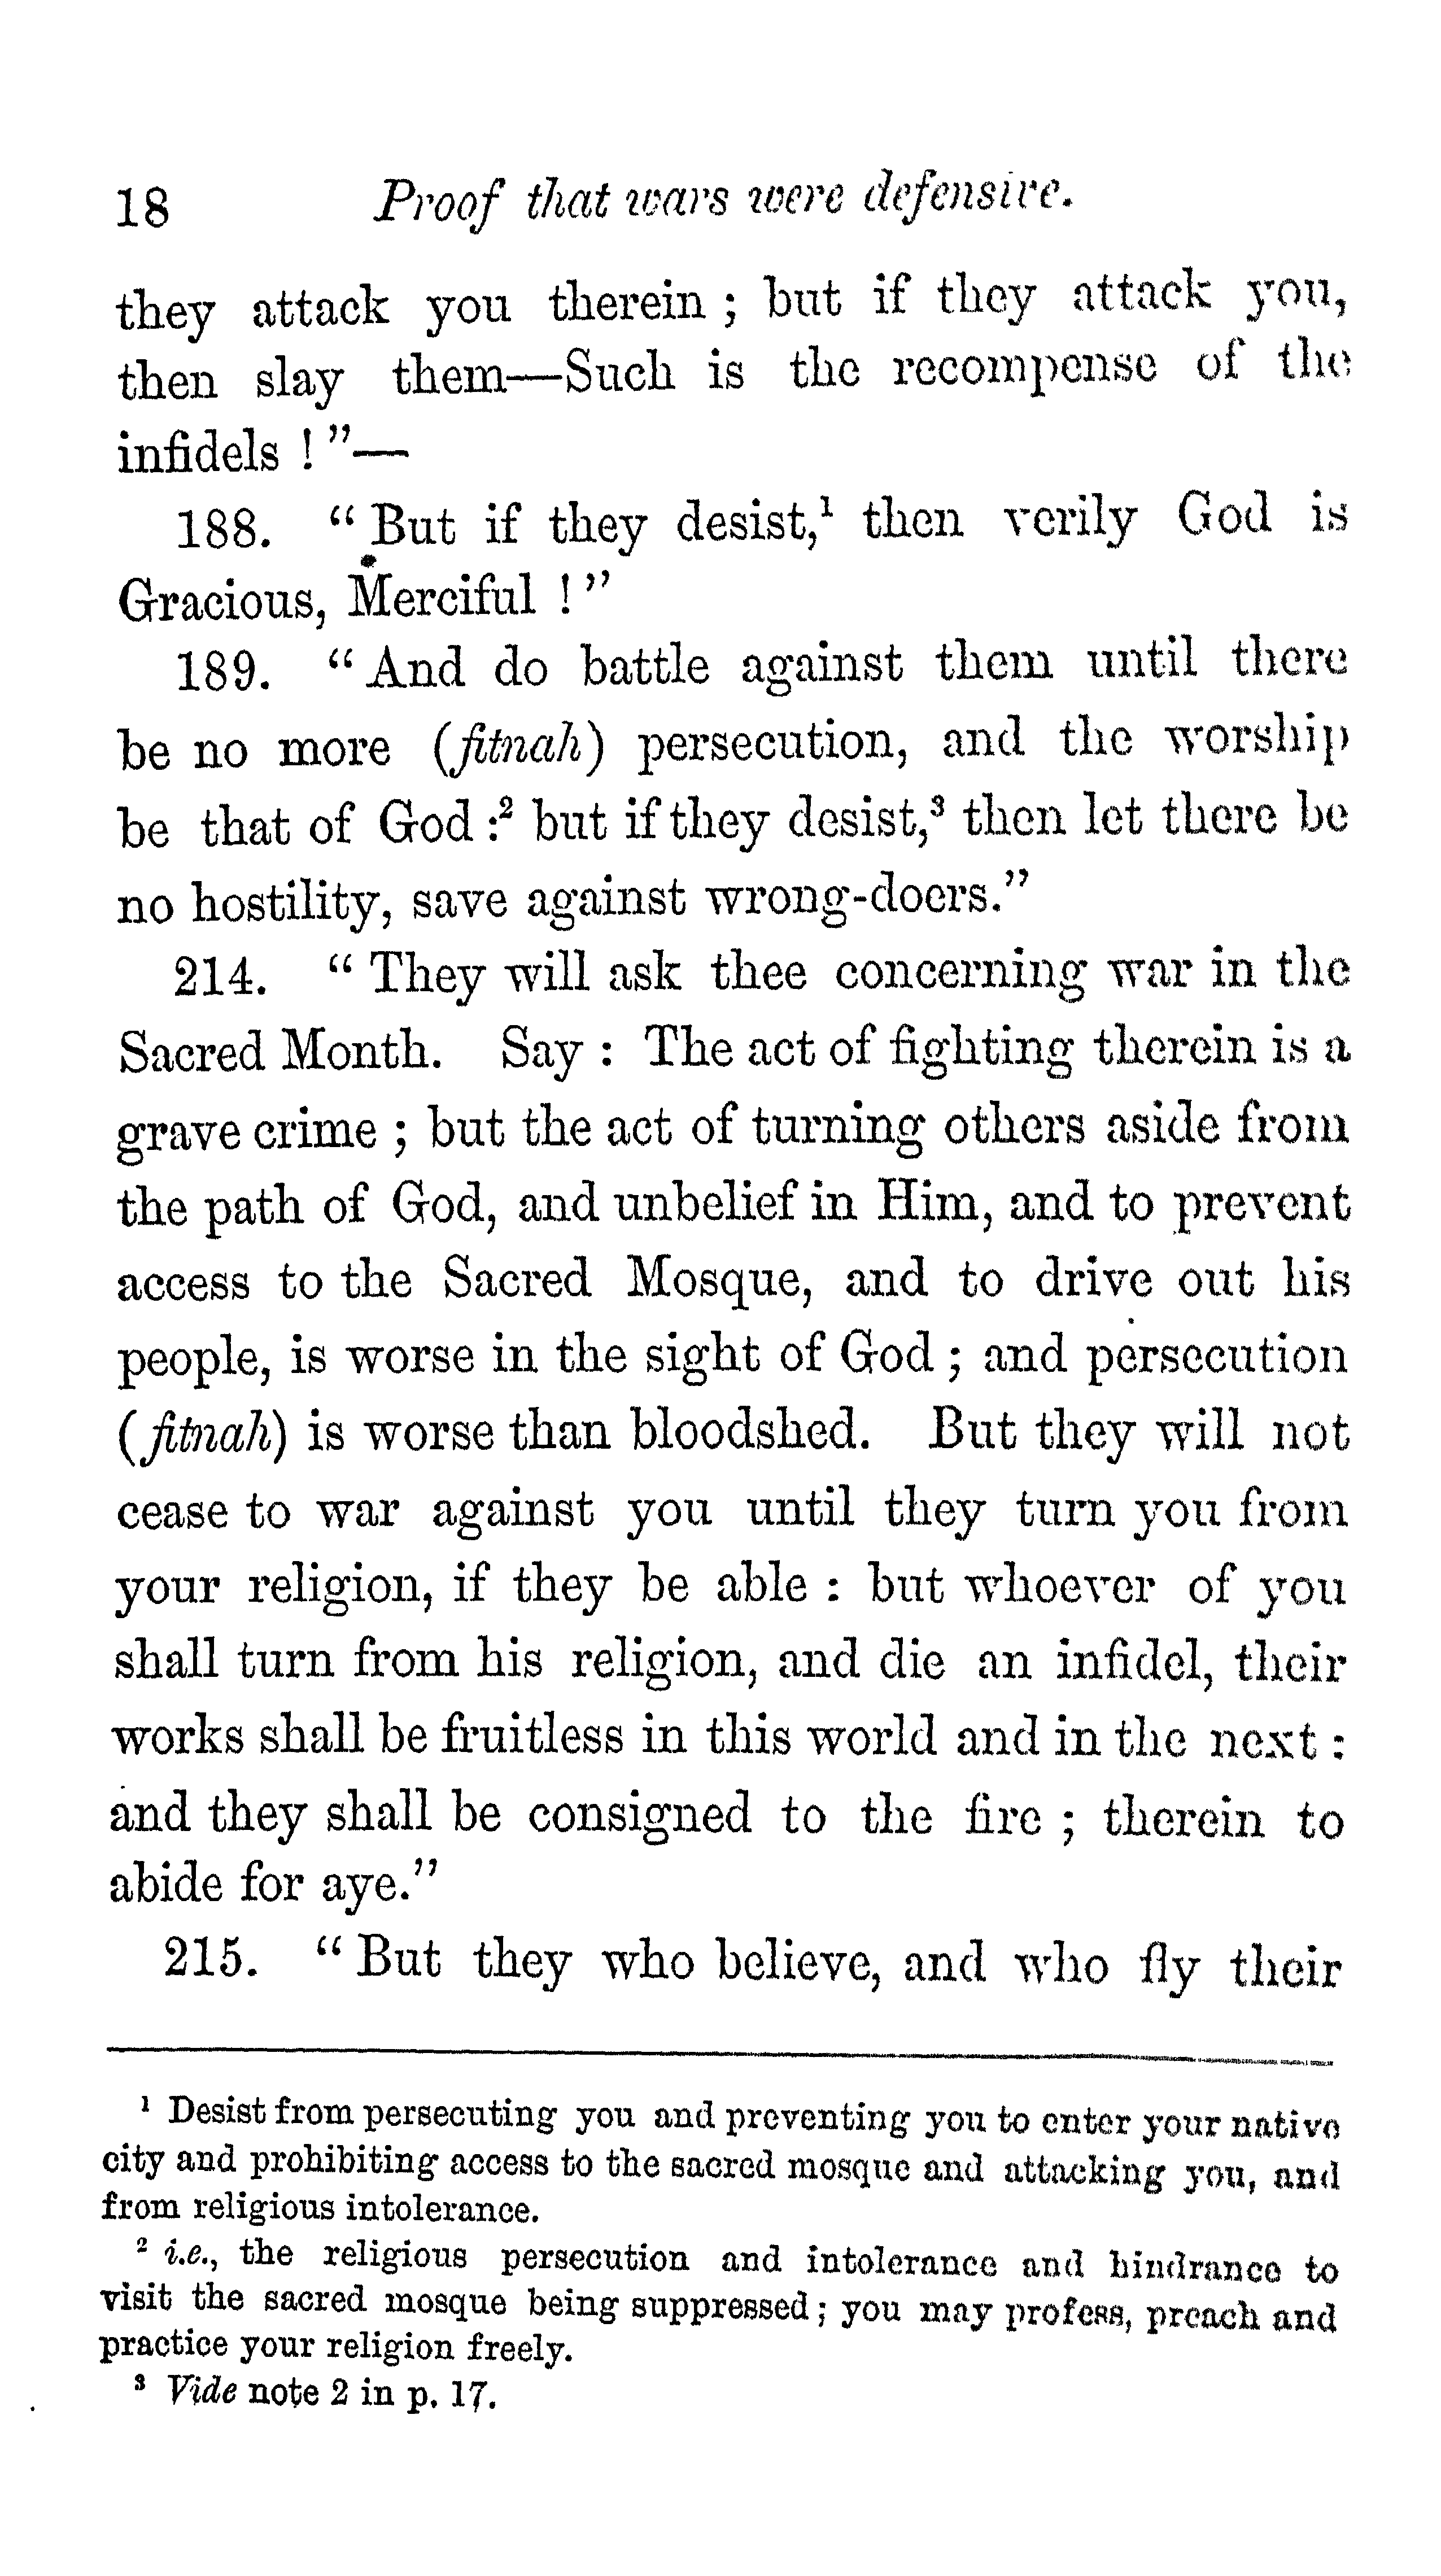 18 Proof that wars were defensive.
they attack you therein ; but if they attack you,
then slay them—Such is the recompense of the
infidels ! ”—
188. “ But if they desist,¹ then verily God is
Gracious, Merciful ! ”
189. “ And do battle against them until there
be no more (fitnah) persecution, and the worship
be that of God :² but if they desist,³ then let there be
no hostility, save against wrong-doers.”
214. “ They will ask thee concerning war in the
Sacred Month. Say : The act of fighting therein is a
grave crime ; but the act of turning others aside from
the path of God, and unbelief in Him, and to prevent
access to the Sacred Mosque, and to drive out his
people, is worse in the sight of God ; and persecution
(fitnah) is worse than bloodshed. But they will not
cease to war against you until they turn you from
your religion, if they be able : but whoever of you
shall turn from his religion, and die an infidel, their
works shall be fruitless in this world and in the next :
and they shall be consigned to the fire ; therein to
abide for aye.”
215. “ But they who believe, and who fly their
¹ Desist from persecuting you and preventing you to enter your native
city and prohibiting access to the sacred mosque and attacking you, and
from religious intolerance.
² i.e., the religious persecution and intolerance and hindrance to
visit the sacred mosque being suppressed ; you may profess, preach and
practice your religion freely.
³ Vide note 2 in p. 17.